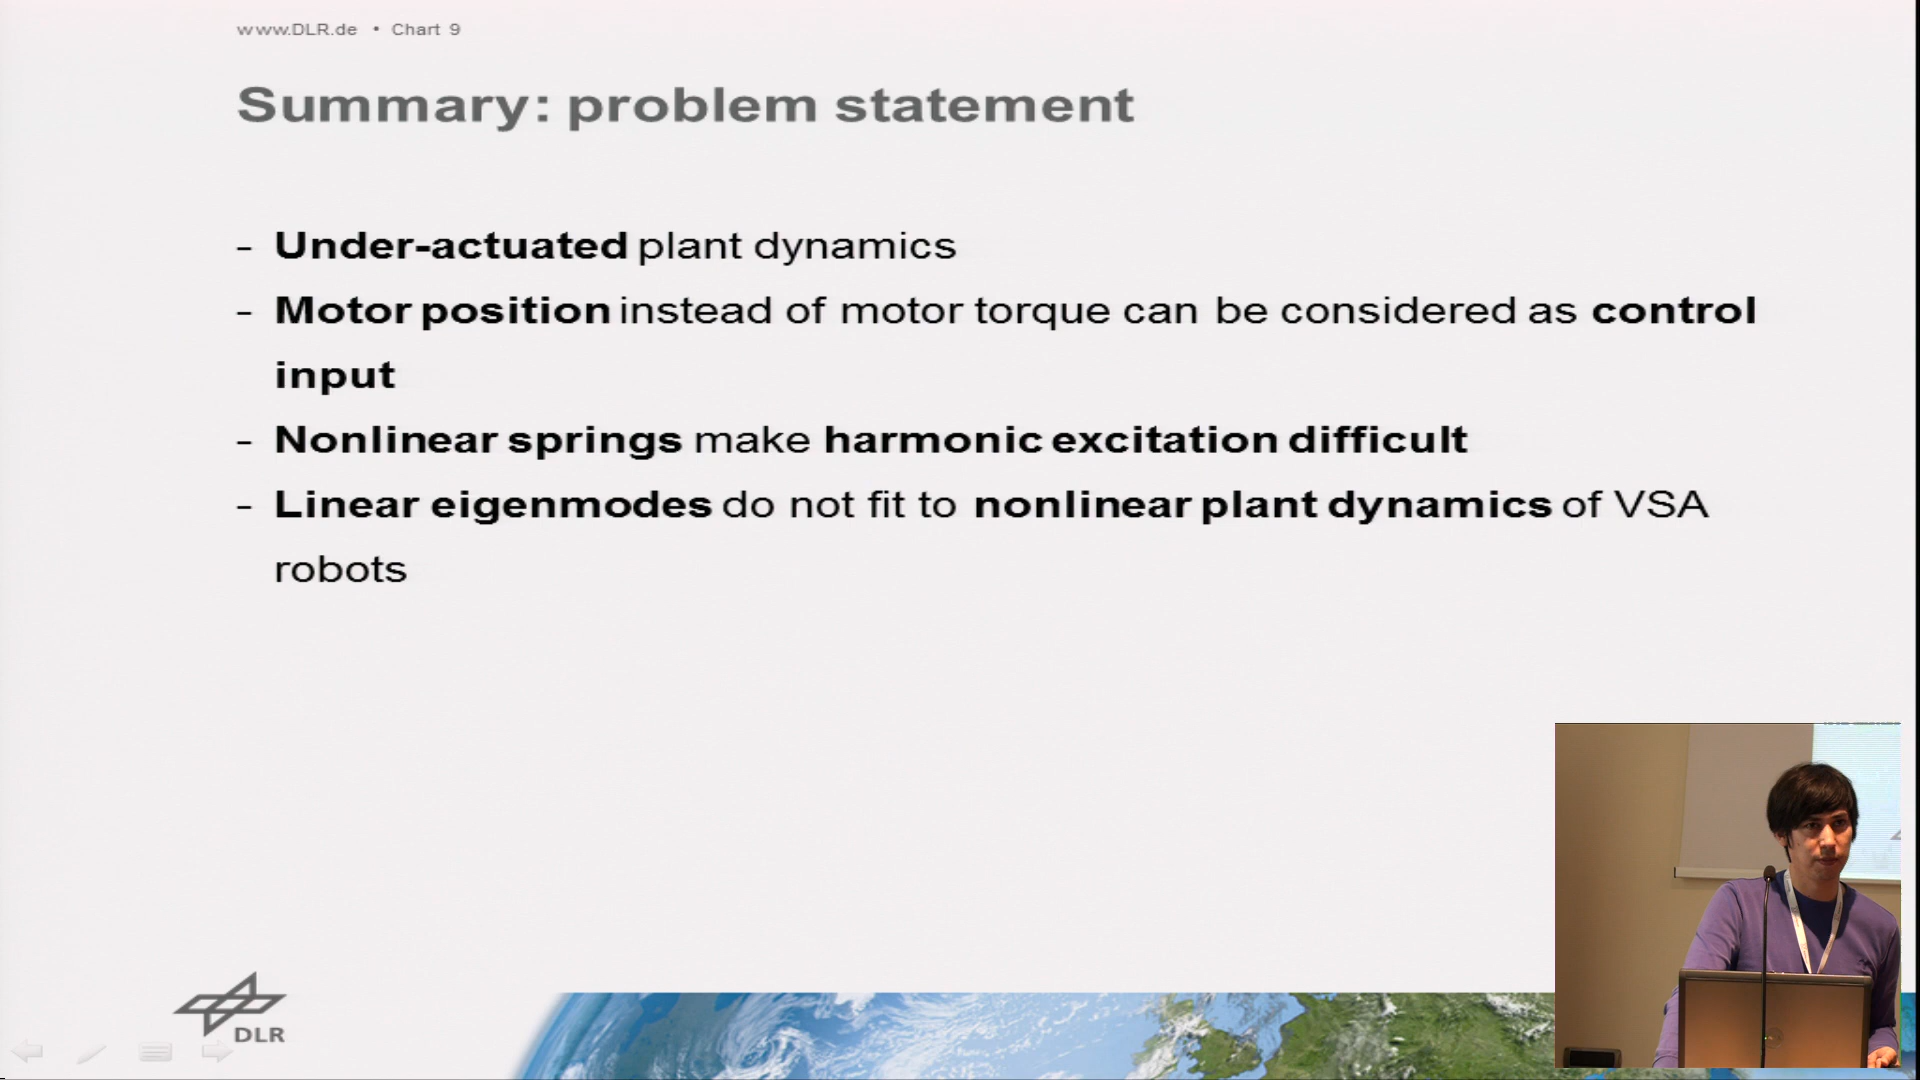 www.DLR.de • Chart 9
Summary: problem statement
- Under-actuated plant dynamics
- Motor position instead of motor torque can be considered as control
input
- Nonlinear springs make harmonic excitation difficult
- Linear eigenmodes do not fit to nonlinear plant dynamics of VSA
robots
DLR